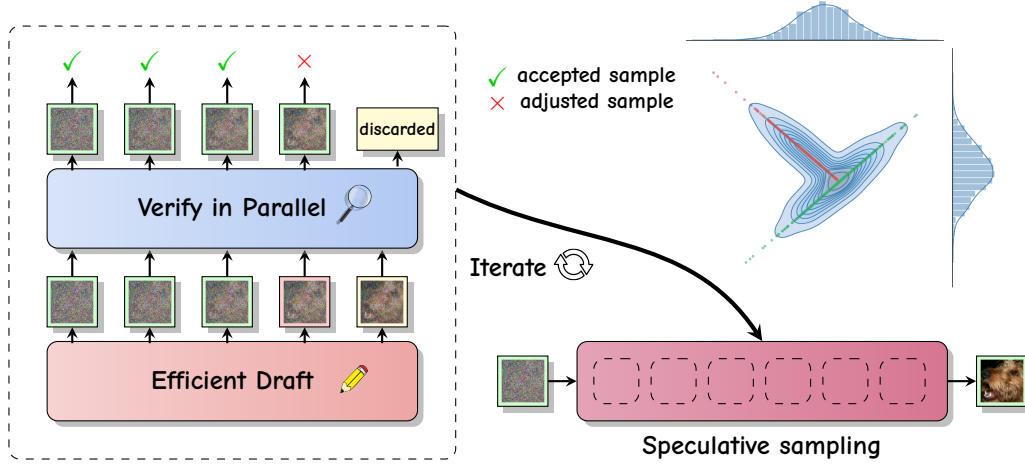 ✓ accepted sample
× adjusted sample
discarded
Verify in Parallel
Iterate
Efficient Draft
Speculative sampling